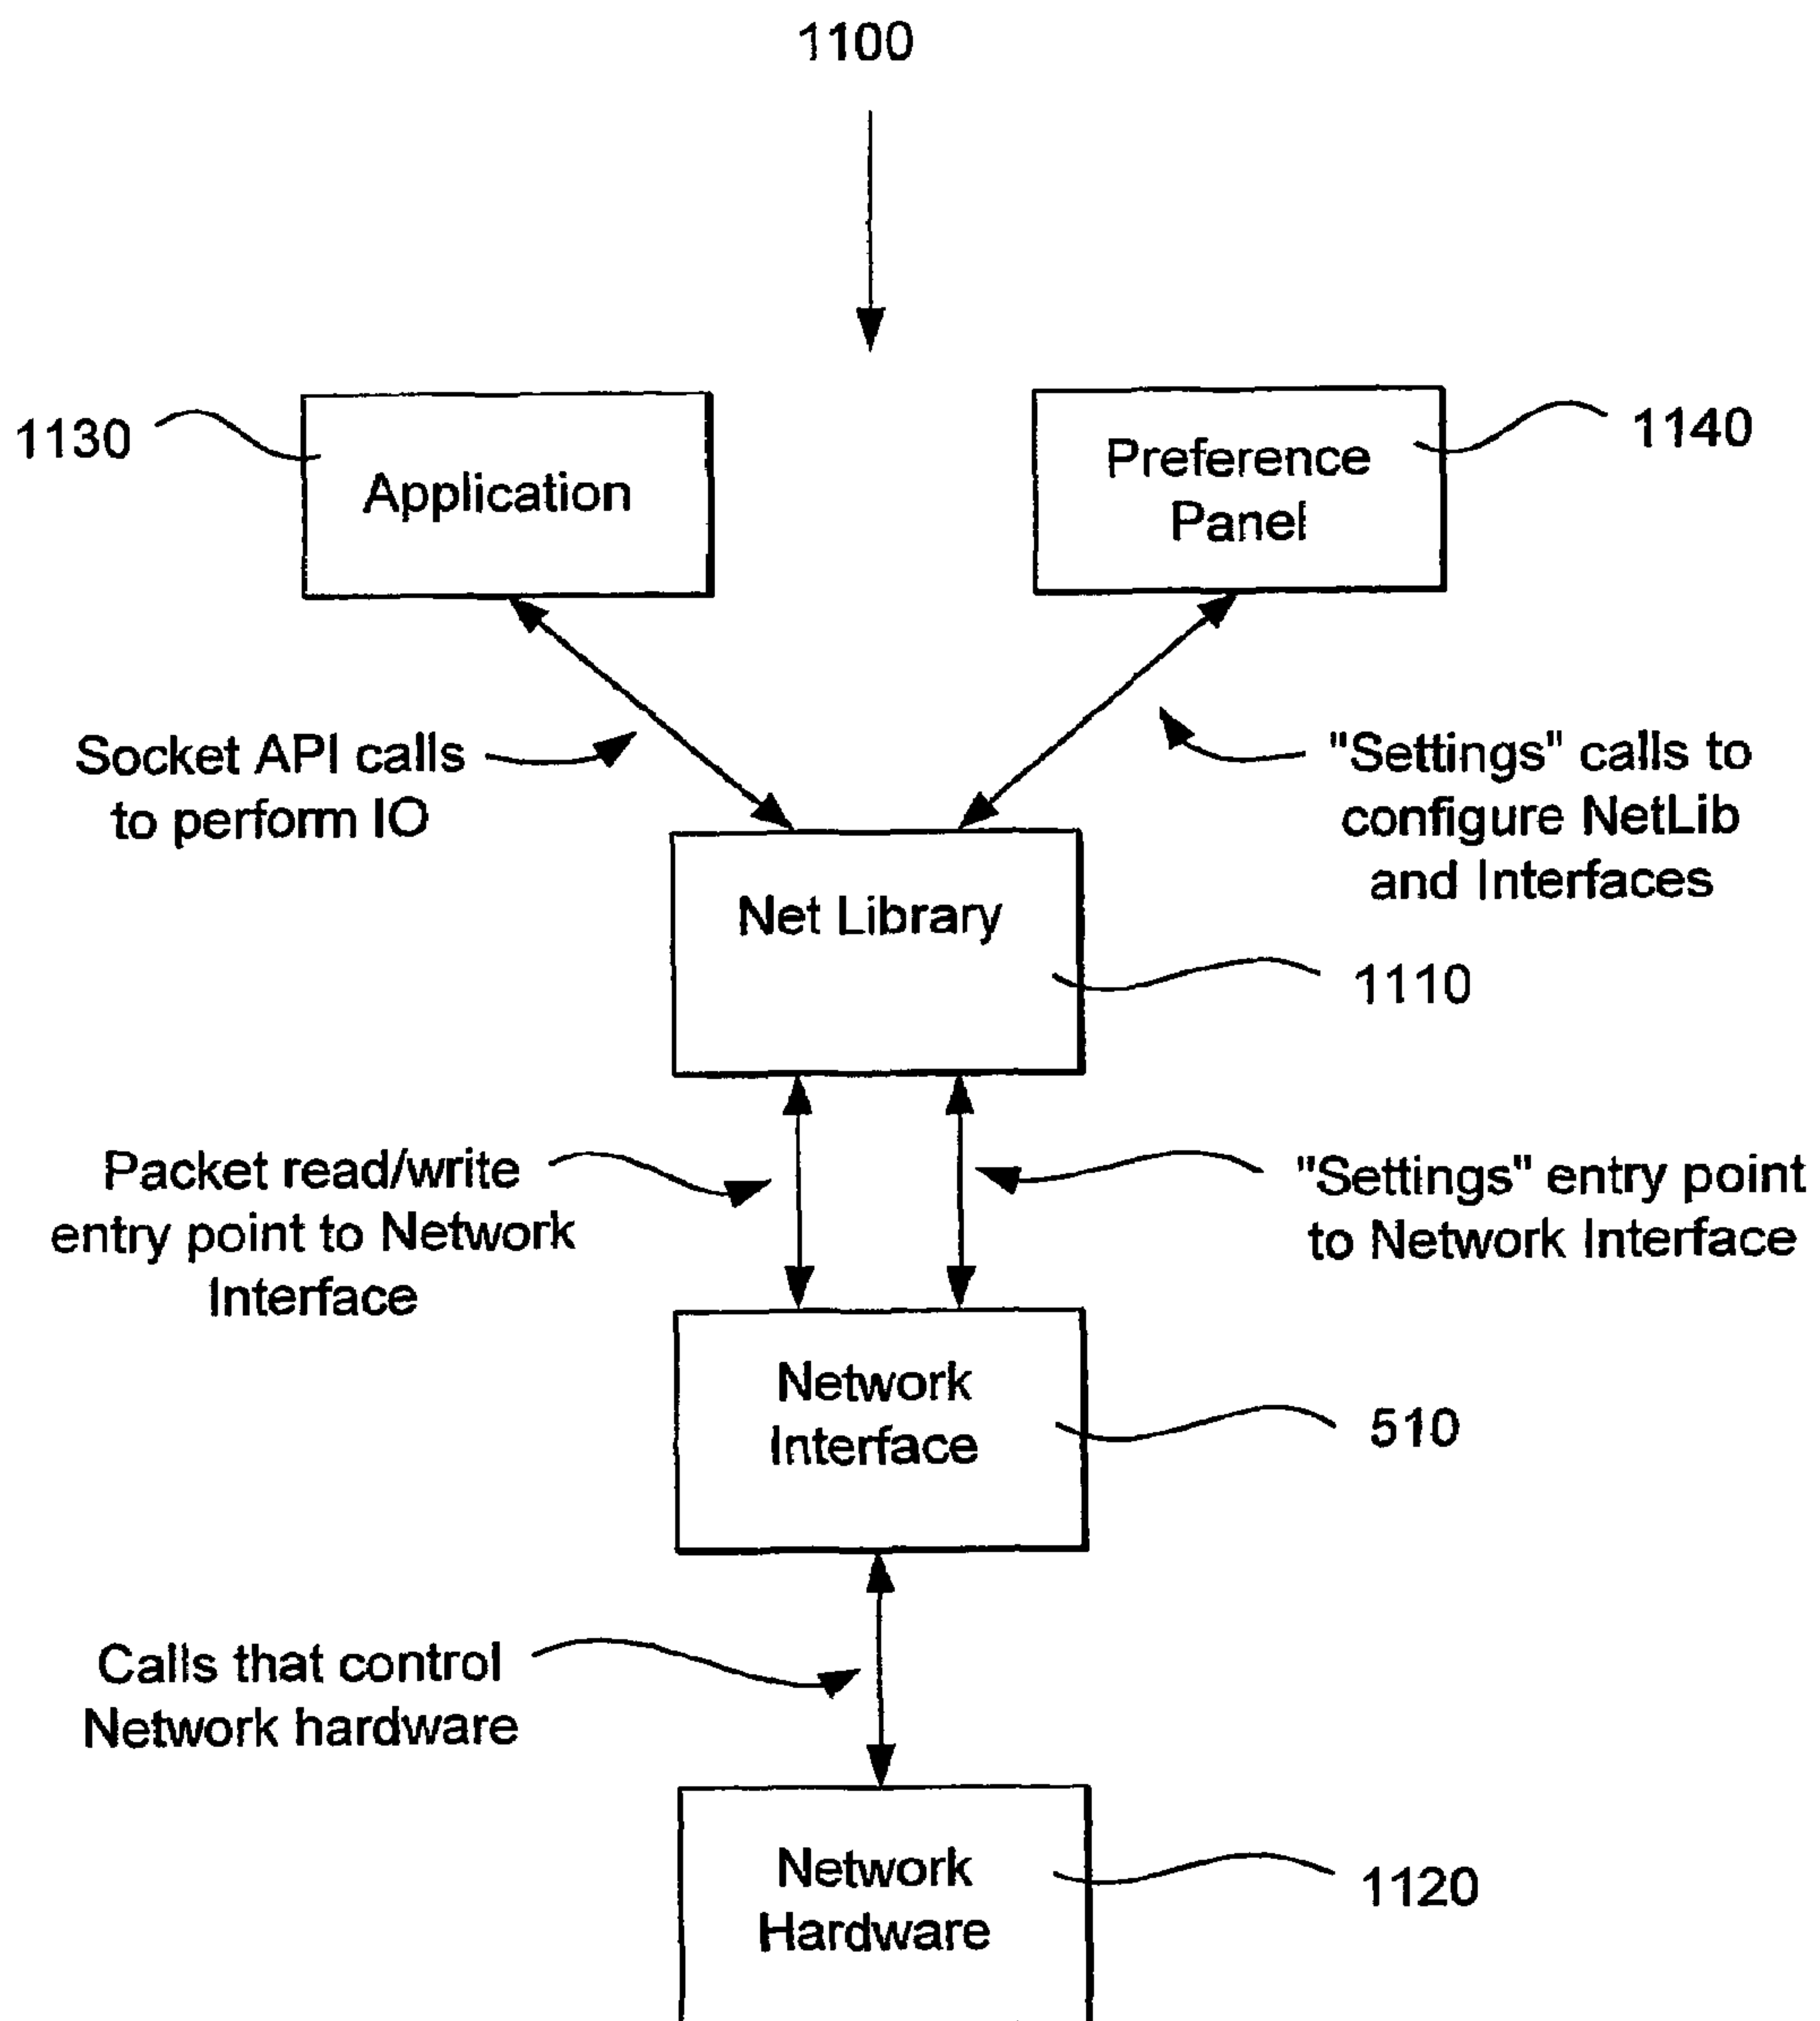 1100
1130
Application
Preference
Panel
1140
Socket API calls
to perform IO
"Settings" calls to
configure NetLib
and Interfaces
Net Library
1110
Packet read/write
entry point to Network
Interface
"Settings" entry point
to Network Interface
Network
Interface
510
Calls that control
Network hardware
Network
Hardware
1120